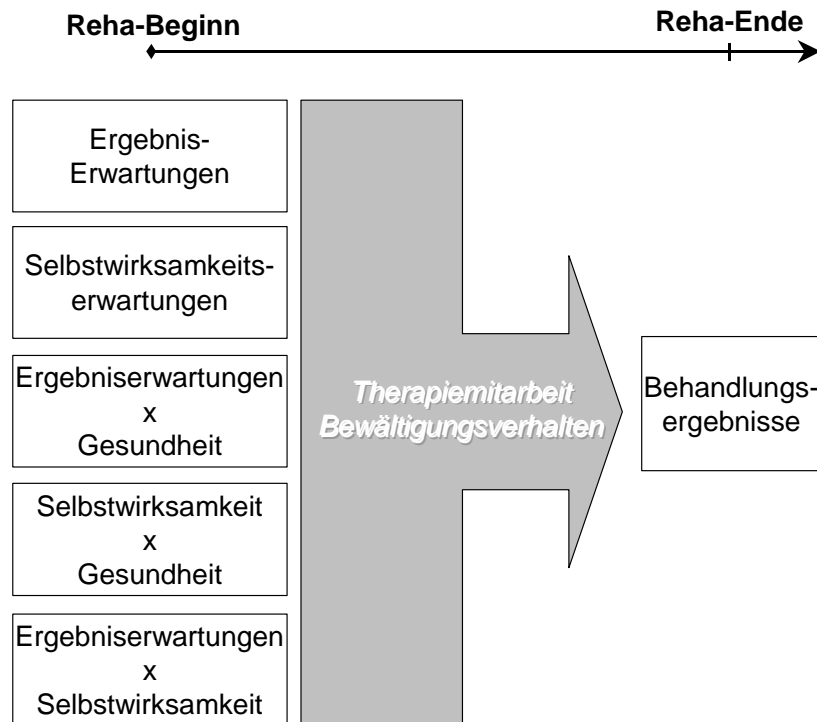 Reha-Beginn
Reha-Ende
Ergebnis-
Erwartungen
Selbstwirksamkeits-
erwartungen
Ergebniserwartungen
x
Gesundheit
Selbstwirksamkeit
x
Gesundheit
Ergebniserwartungen
x
Selbstwirksamkeit
Therapiemitarbeit
Bewältigungsverhalten
Behandlungs-
ergebnisse